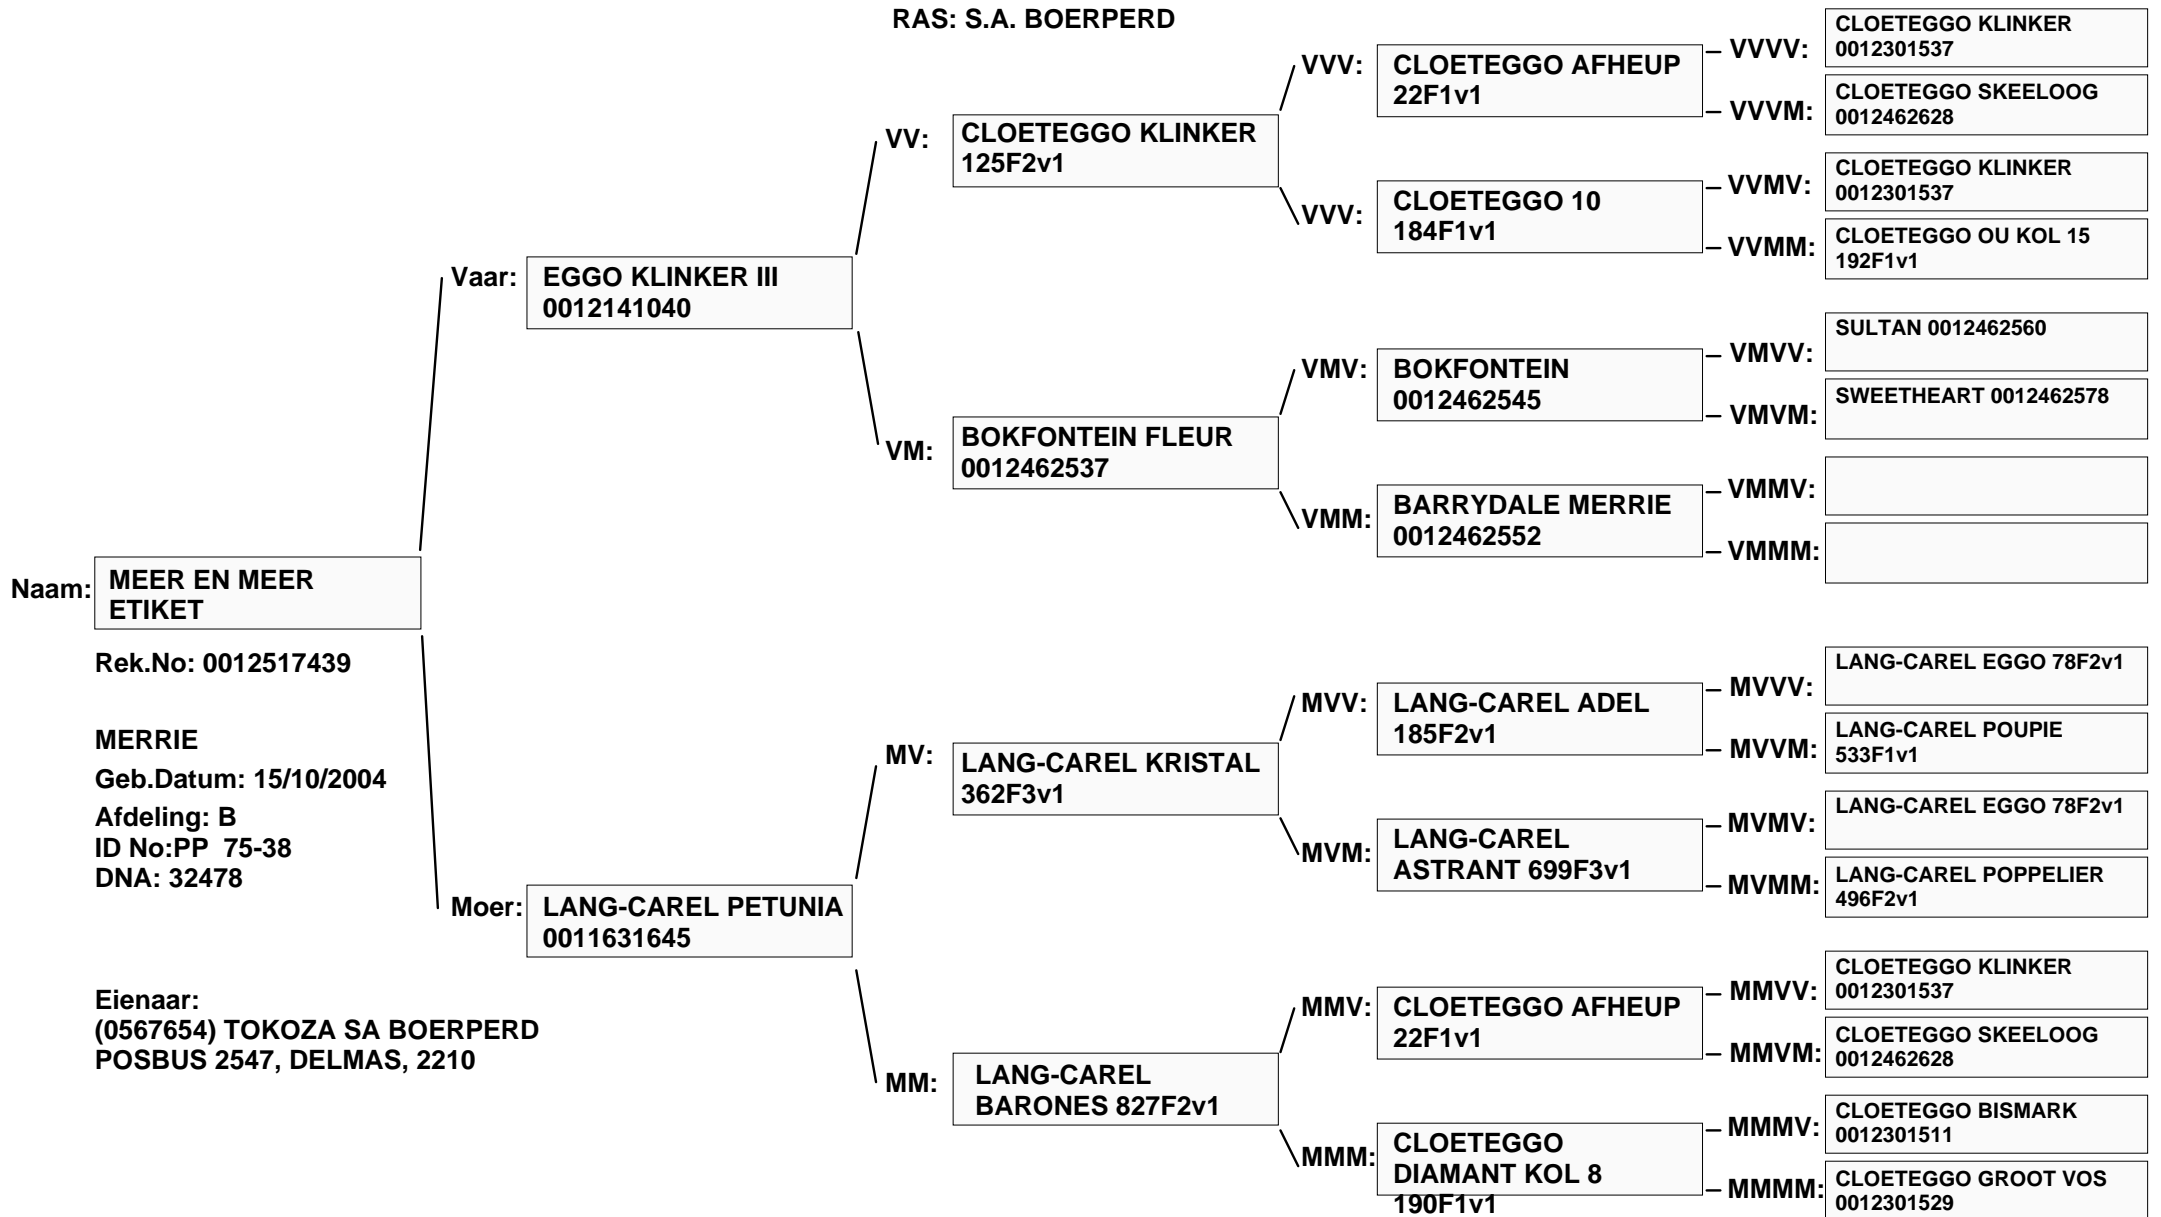 RAS: S.A. BOERPERD
Naam:
MEER EN MEER
ETIKET
Rek.No: 0012517439
MERRIE
Geb.Datum: 15/10/2004
Afdeling: B
ID No:PP  75-38
DNA: 32478
Eienaar:
(0567654) TOKOZA SA BOERPERD
POSBUS 2547, DELMAS, 2210
Vaar:
EGGO KLINKER III
0012141040
Moer:
LANG-CAREL PETUNIA
0011631645
VV:
CLOETEGGO KLINKER
125F2v1
VM:
BOKFONTEIN FLEUR
0012462537
MV:
LANG-CAREL KRISTAL
362F3v1
MM:
LANG-CAREL
BARONES 827F2v1
VVV:
CLOETEGGO AFHEUP
22F1v1
VVV:
CLOETEGGO 10
184F1v1
VMV:
BOKFONTEIN
0012462545
VMM:
BARRYDALE MERRIE
0012462552
MVV:
LANG-CAREL ADEL
185F2v1
MVM:
LANG-CAREL
ASTRANT 699F3v1
MMV:
CLOETEGGO AFHEUP
22F1v1
MMM:
CLOETEGGO
DIAMANT KOL 8
190F1v1
VVVV:
CLOETEGGO KLINKER
0012301537
VVVM:
CLOETEGGO SKEELOOG
0012462628
VVMV:
CLOETEGGO KLINKER
0012301537
VVMM:
CLOETEGGO OU KOL 15
192F1v1
VMVV:
SULTAN 0012462560
VMVM:
SWEETHEART 0012462578
VMMV:
VMMM:
MVVV:
LANG-CAREL EGGO 78F2v1
MVVM:
LANG-CAREL POUPIE
533F1v1
MVMV:
LANG-CAREL EGGO 78F2v1
MVMM:
LANG-CAREL POPPELIER
496F2v1
MMVV:
CLOETEGGO KLINKER
0012301537
MMVM:
CLOETEGGO SKEELOOG
0012462628
MMMV:
CLOETEGGO BISMARK
0012301511
MMMM:
CLOETEGGO GROOT VOS
0012301529